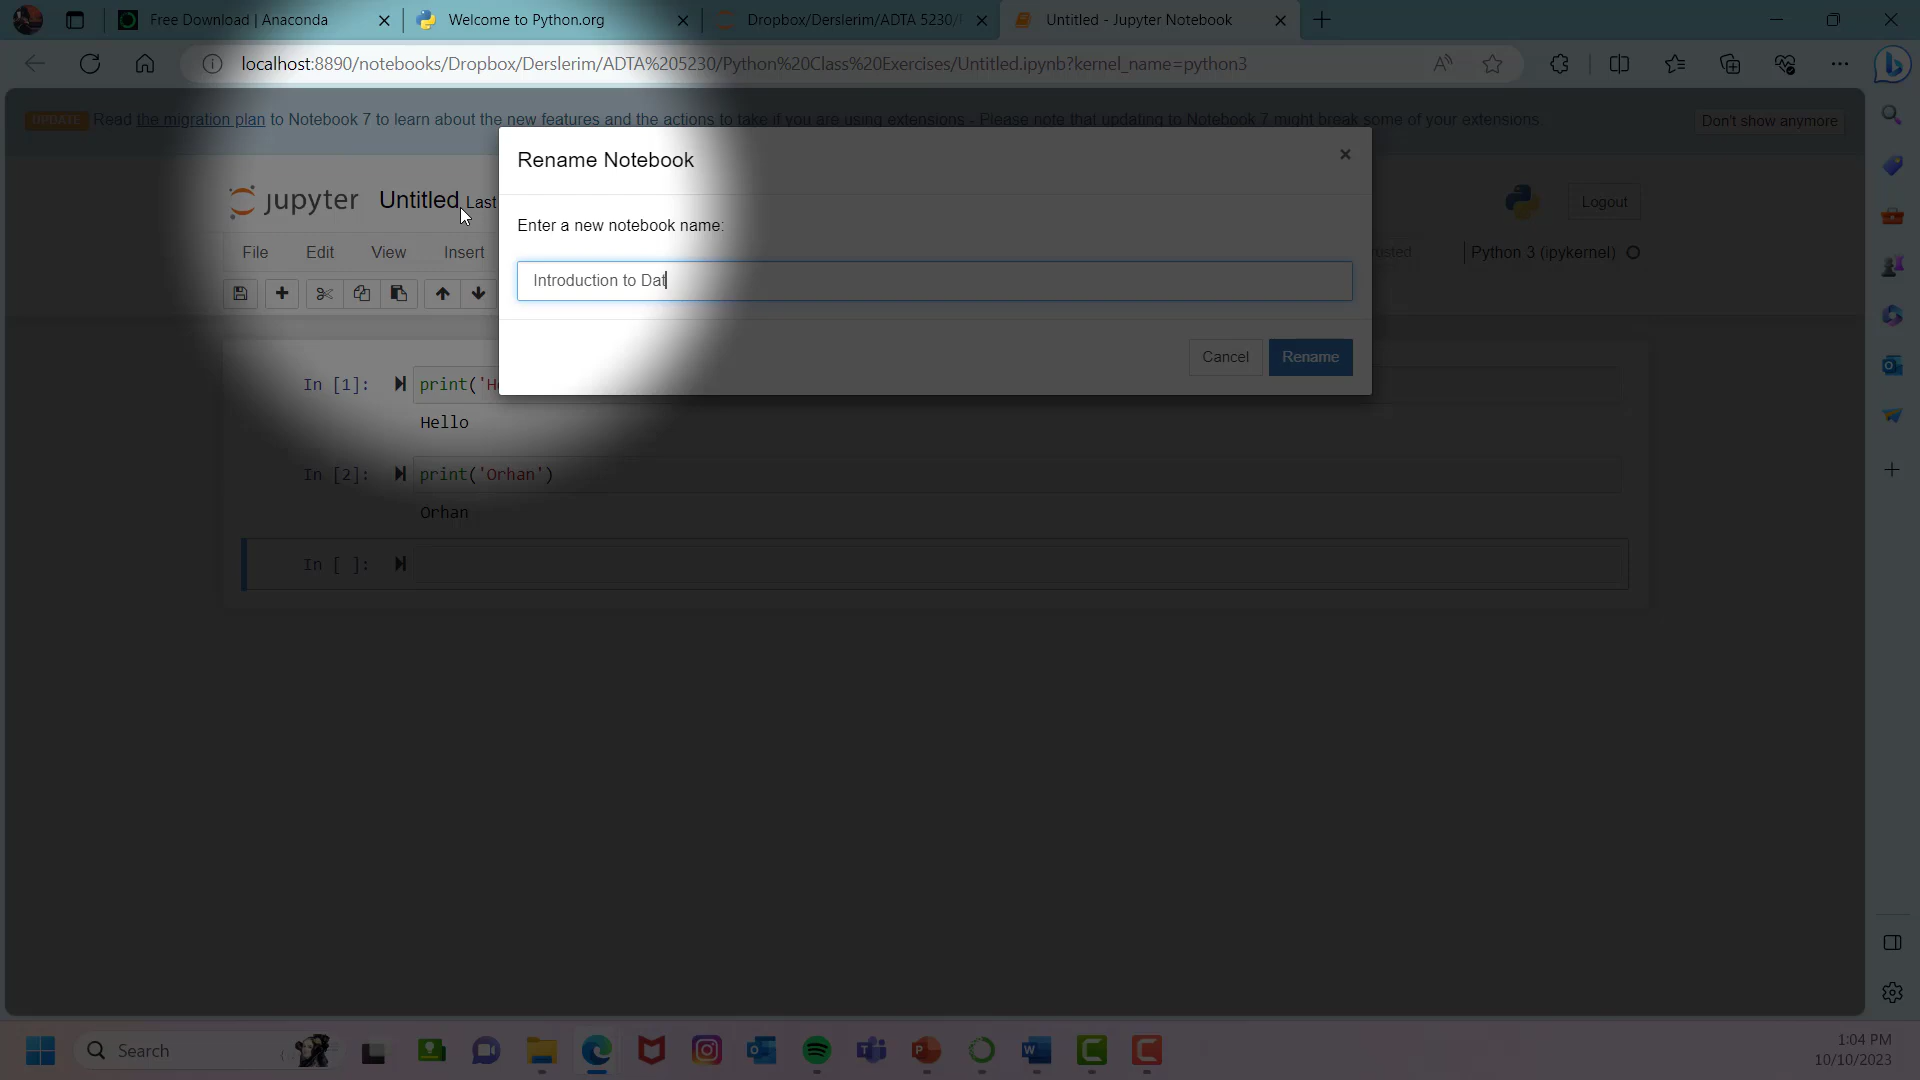 Free Download | Anaconda
Welcome to Python.org
Dropbox/Derslerim/ADTA 5230/
Untitled - Jupyter Notebook
localhost:8890/notebooks/Dropbox/Derslerim/ADTA%205230/Python%20Class%20Exercises/Untitled.ipynb?kernel_name=python3
UPDATE Read the migration plan to Notebook 7 to learn about the new features and the actions to take if you are using extensions - Please note that updating to Notebook 7 might break some of your extensions.
Don't show anymore
Rename Notebook
jupyter Untitled Last
Logout
Enter a new notebook name:
File Edit View Insert
rusted
Python 3 (ipykernel)
Introduction to Dat
Cancel Rename
In [1]: print('H
Hello
In [2]: print('Orhan')
Orhan
In [ ]:
Search
1:04 PM
10/10/2023